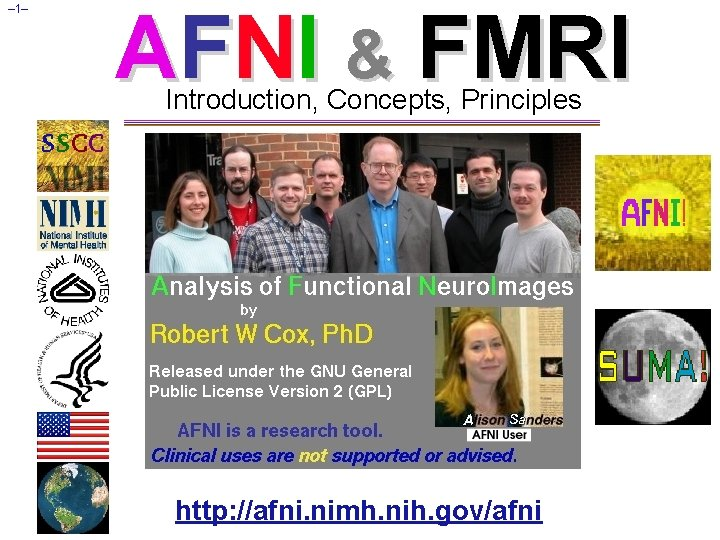 –1–
AFNI & FMRI
Introduction, Concepts, Principles
SSCC
NIMH
NIMH
National Institute
of Mental Health
NATIONAL INSTITUTES
OF HEALTH
AFNI!
Analysis of Functional NeuroImages
by
Robert W Cox, PhD
Released under the GNU General
Public License Version 2 (GPL)
SUMA!
Alison Sanders
AFNI User
AFNI is a research tool.
Clinical uses are not supported or advised.
http: //afni. nimh. nih. gov/afni